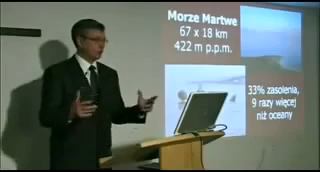 Morze Martwe
67 x 18 km
422 m p.p.m.
33% zasolenia,
9 razy więcej
niż oceany